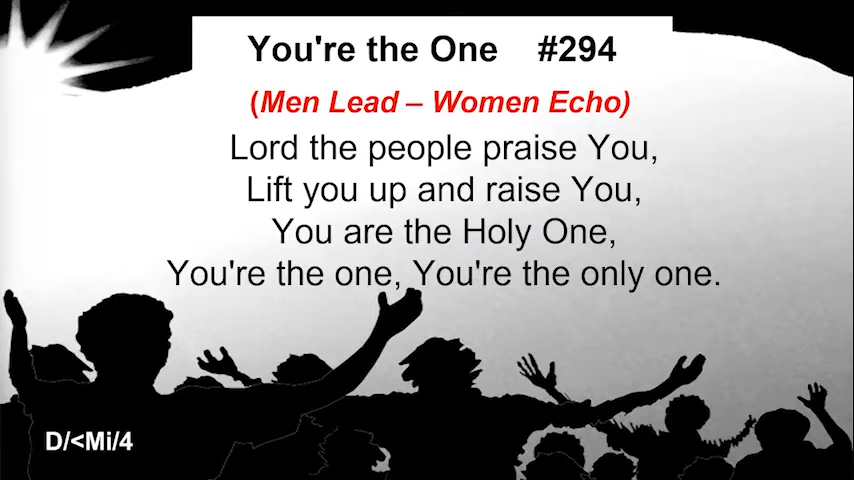 You're the One #294
(Men Lead – Women Echo)
Lord the people praise You,
Lift you up and raise You,
You are the Holy One,
You're the one, You're the only one.
D/<Mi/4